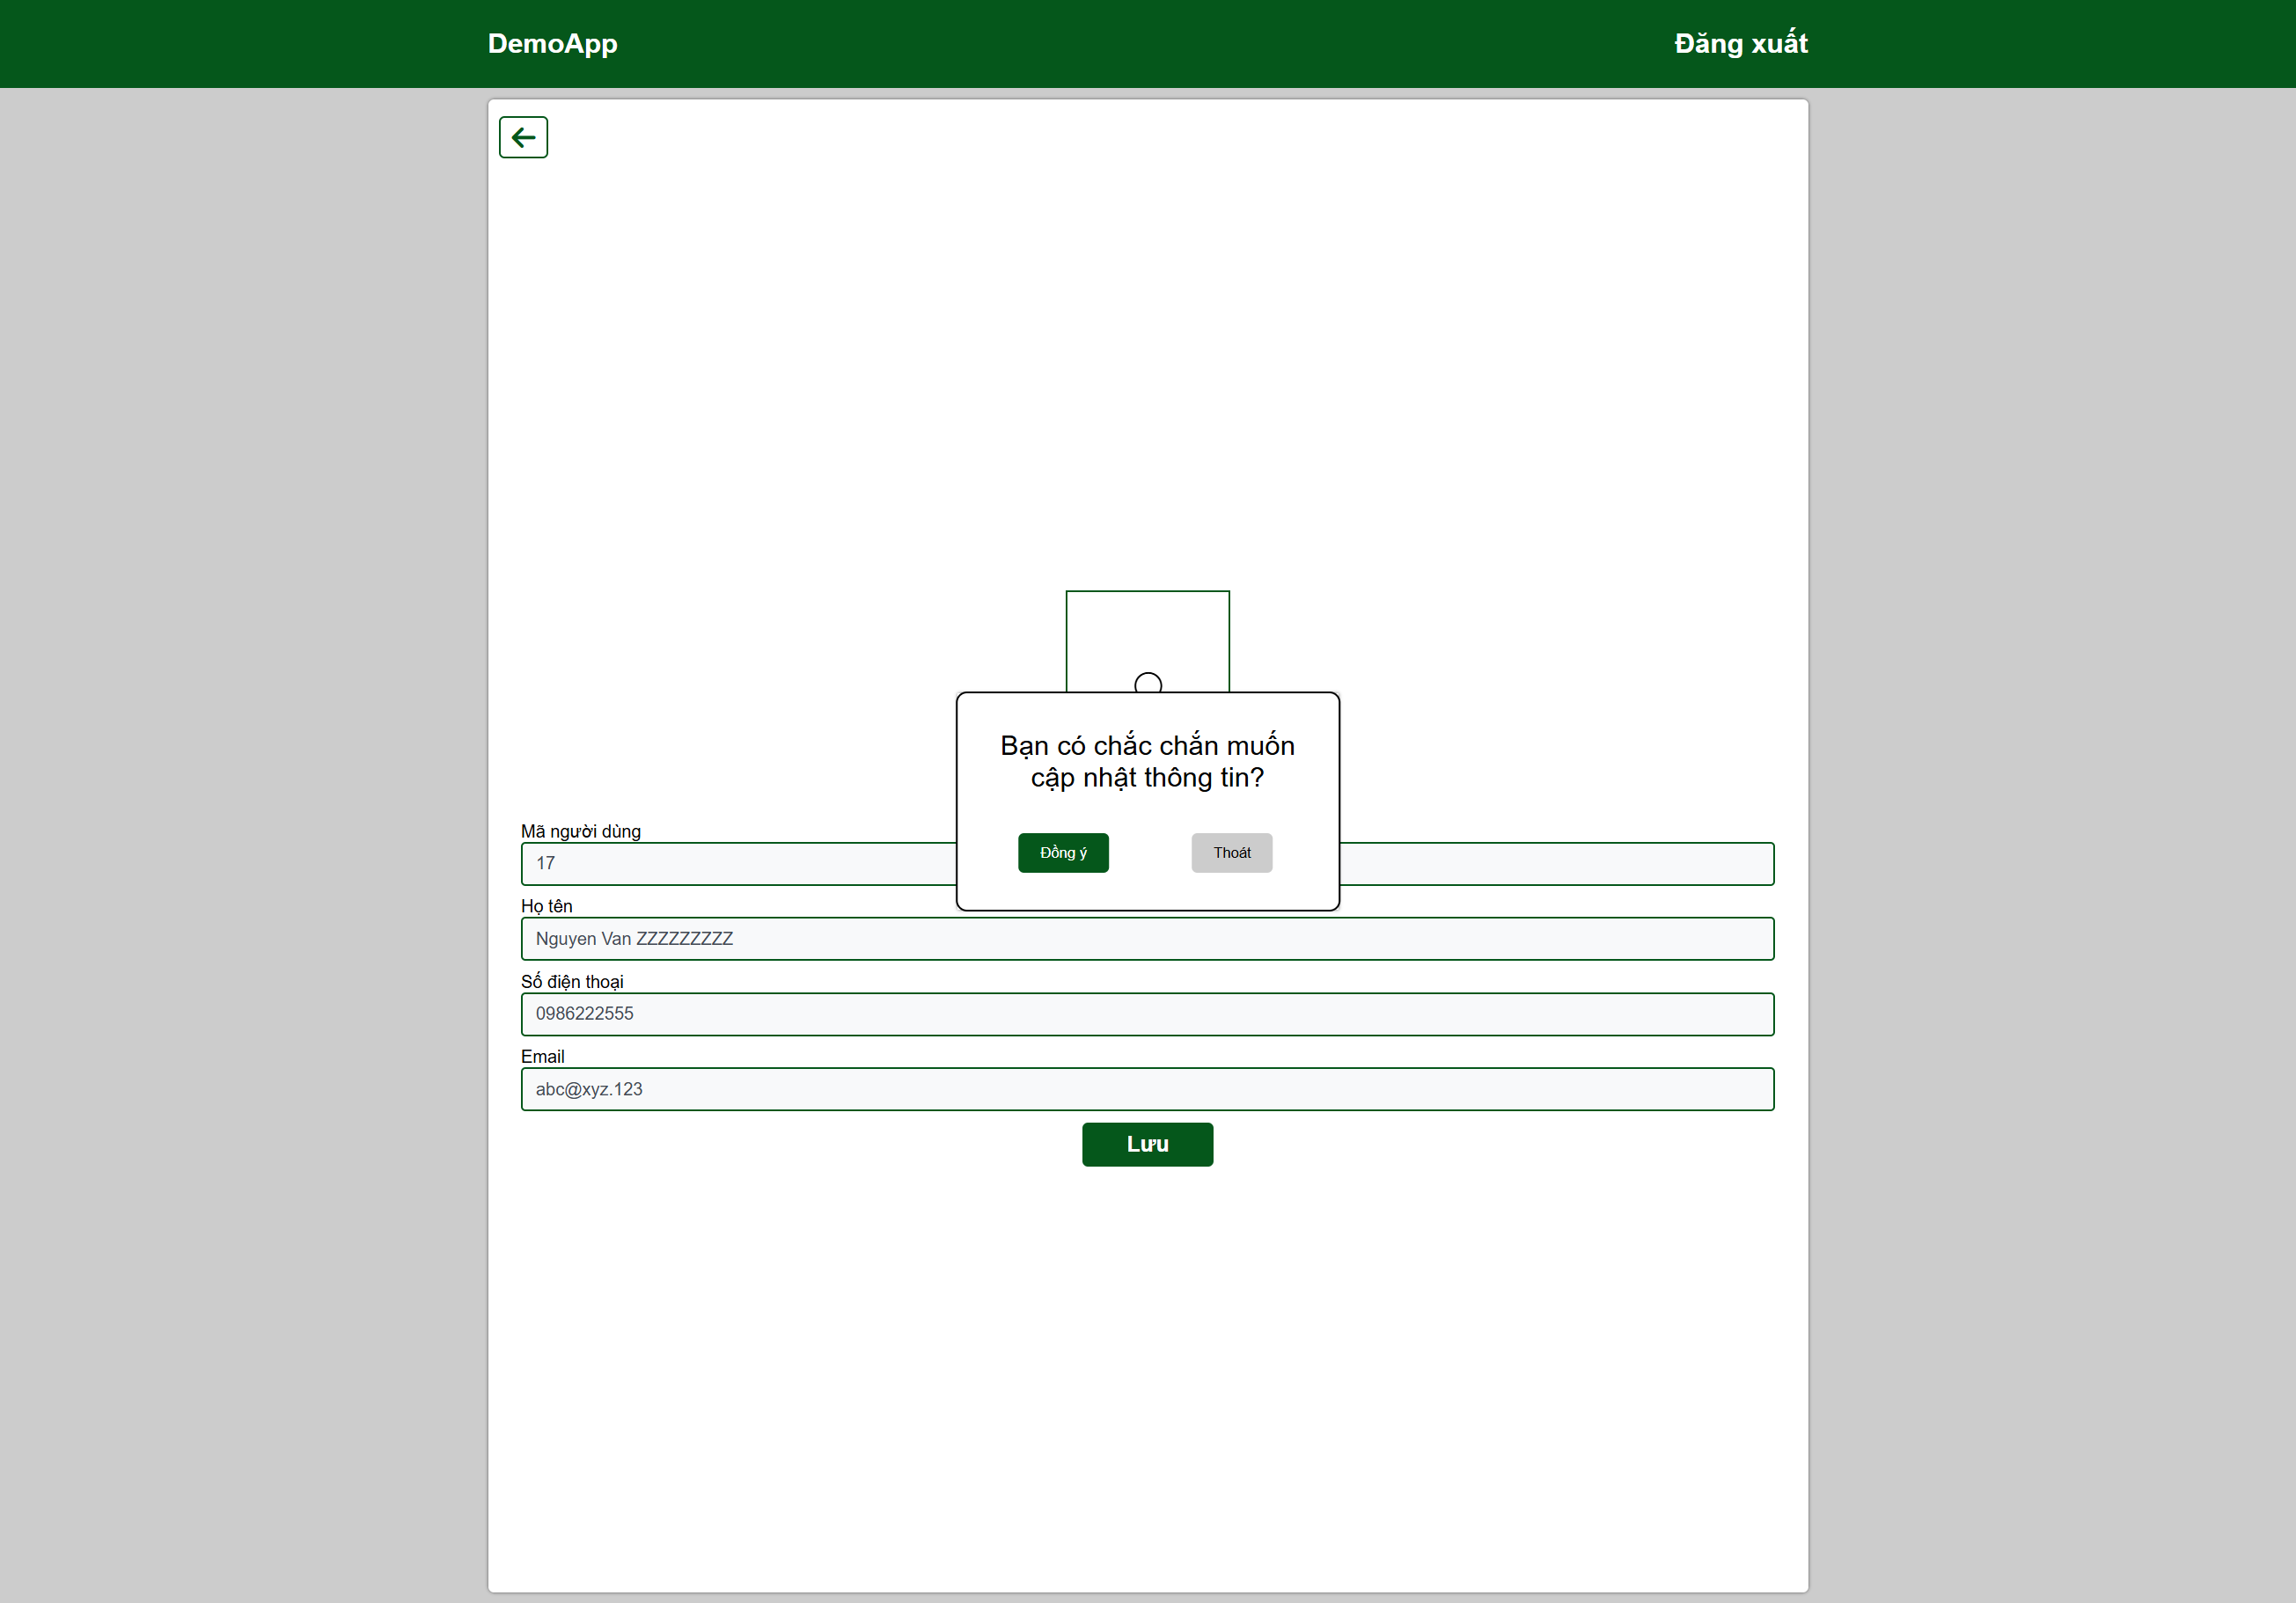 DemoApp
Đăng xuất
Bạn có chắc chắn muốn
cập nhật thông tin?
Đồng ý
Thoát
Mã người dùng
17
Họ tên
Nguyen Van ZZZZZZZZZ
Số điện thoại
0986222555
Email
abc@xyz.123
Lưu